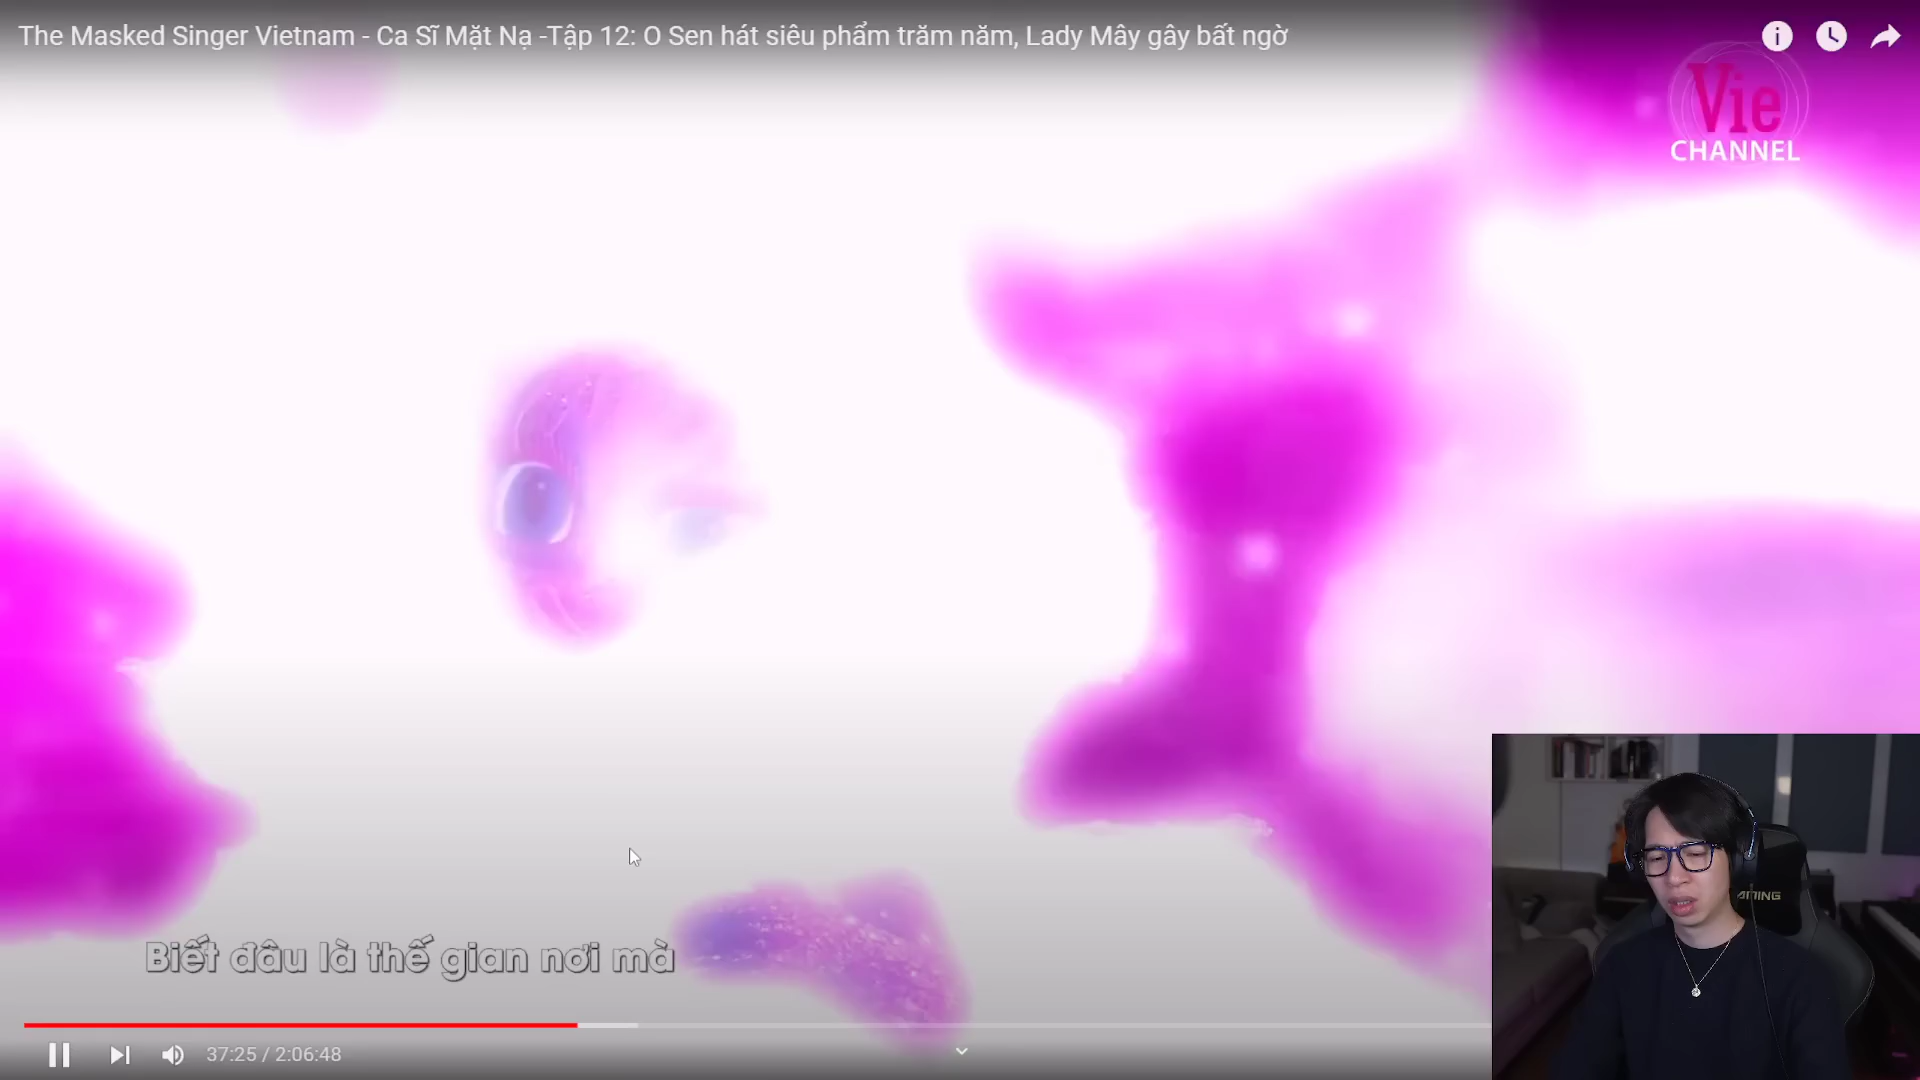 The Masked Singer Vietnam - Ca Sĩ Mặt Nạ -Tập 12: O Sen hát siêu phẩm trăm năm, Lady Mây gây bất ngờ
Vie
CHANNEL
AMING
Biết đâu là thế gian nơi mà
37:25 / 2:06:48